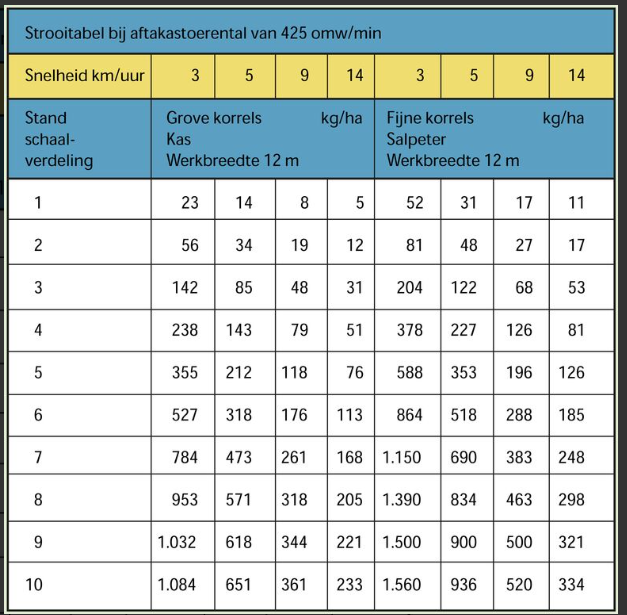 Strooitabel bij aftakastoerental van 425 omw/min
Snelheid km/uur 3 5 9 14 3 5 9 14
Stand schaal-verdeling
Grove korrels kg/ha
Kas
Werkbreedte 12 m
Fijne korrels kg/ha
Salpeter
Werkbreedte 12 m
1 23 14 8 5 52 31 17 11
2 56 34 19 12 81 48 27 17
3 142 85 48 31 204 122 68 53
4 238 143 79 51 378 227 126 81
5 355 212 118 76 588 353 196 126
6 527 318 176 113 864 518 288 185
7 784 473 261 168 1.150 690 383 248
8 953 571 318 205 1.390 834 463 298
9 1.032 618 344 221 1.500 900 500 321
10 1.084 651 361 233 1.560 936 520 334